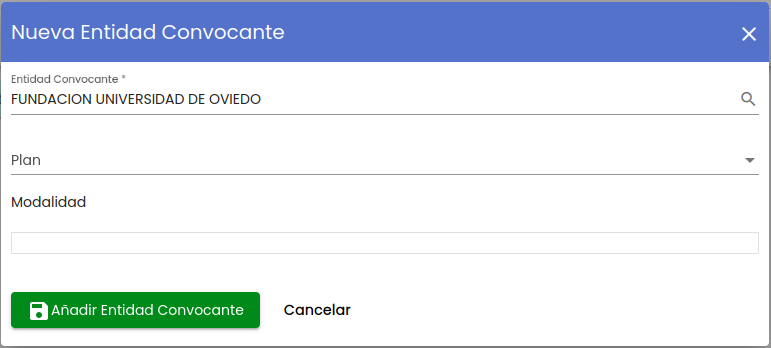 Nueva Entidad Convocante
Entidad Convocante *
FUNDACION UNIVERSIDAD DE OVIEDO
Plan
Modalidad
Añadir Entidad Convocante
Cancelar